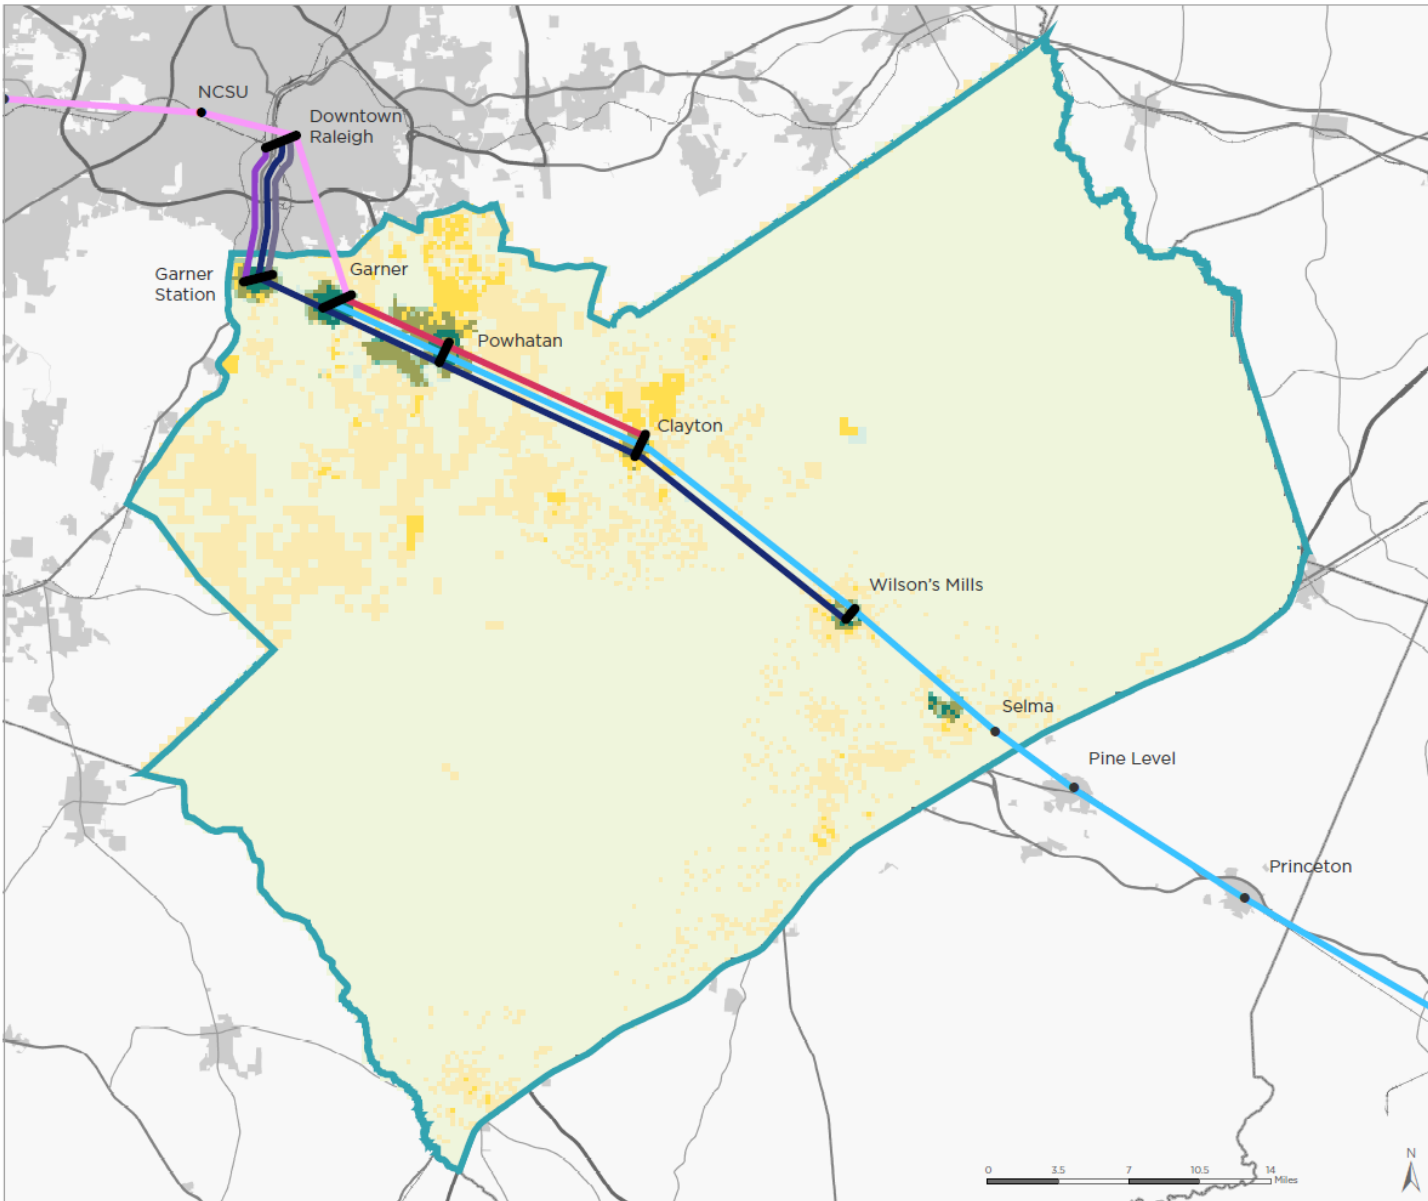 NCSU
Downtown
Raleigh
Garner
Station
Garner
Powhatan
Clayton
Wilson's Mills
Selma
Pine Level
Princeton
N
0 3.5 7 10.5 14
Miles